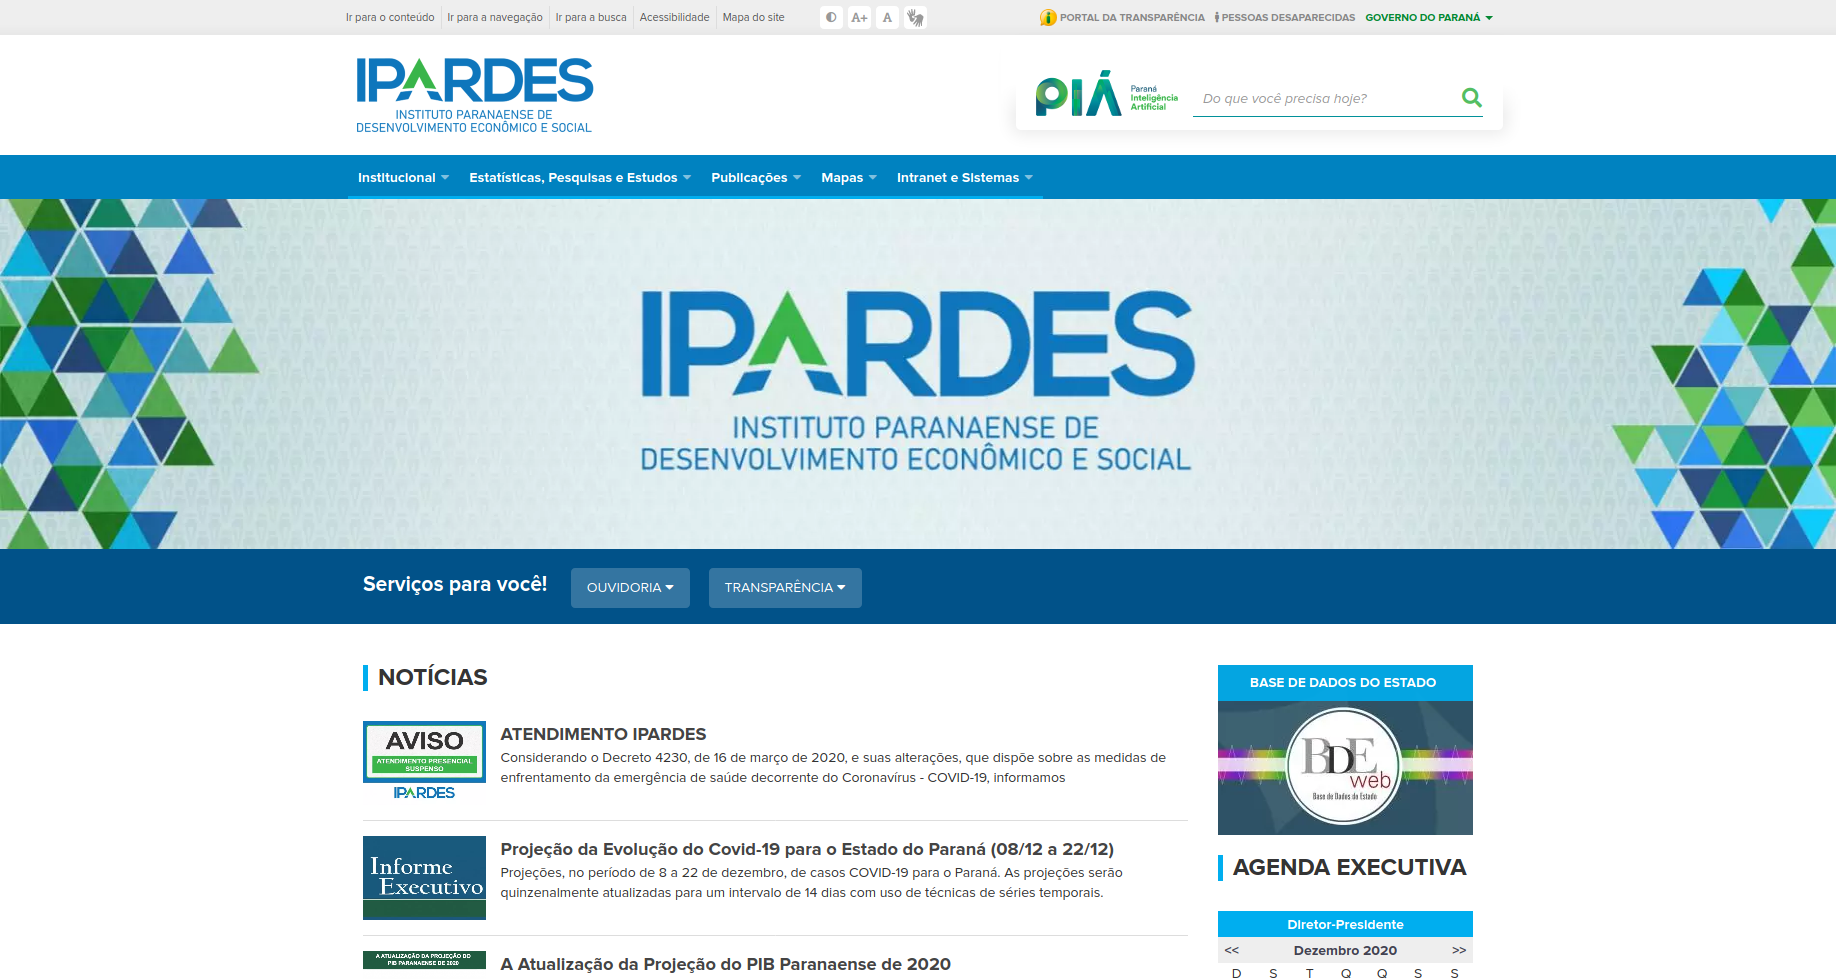 Ir para o conteúdo
Ir para a navegação
Ir para a busca
Acessibilidade
Mapa do site
A+
A
PORTAL DA TRANSPARÊNCIA
PESSOAS DESAPARECIDAS
GOVERNO DO PARANÁ
IPARDES
INSTITUTO PARANAENSE DE
DESENVOLVIMENTO ECONÔMICO E SOCIAL
PIÁ
Paraná
Inteligência
Artificial
Do que você precisa hoje?
Institucional
Estatísticas, Pesquisas e Estudos
Publicações
Mapas
Intranet e Sistemas
IPARDES
INSTITUTO PARANAENSE DE
DESENVOLVIMENTO ECONÔMICO E SOCIAL
Serviços para você!
OUVIDORIA
TRANSPARÊNCIA
NOTÍCIAS
AVISO
ATENDIMENTO PRESENCIAL
SUSPENSO
IPARDES
ATENDIMENTO IPARDES
Considerando o Decreto 4230, de 16 de março de 2020, e suas alterações, que dispõe sobre as medidas de
enfrentamento da emergência de saúde decorrente do Coronavírus - COVID-19, informamos
Informe
Executivo
Projeção da Evolução do Covid-19 para o Estado do Paraná (08/12 a 22/12)
Projeções, no período de 8 a 22 de dezembro, de casos COVID-19 para o Paraná. As projeções serão
quinzenalmente atualizadas para um intervalo de 14 dias com uso de técnicas de séries temporais.
A ATUALIZAÇÃO DA PROJEÇÃO DO
PIB PARANAENSE DE 2020
A Atualização da Projeção do PIB Paranaense de 2020
BASE DE DADOS DO ESTADO
BDE
web
Base de Dados do Estado
AGENDA EXECUTIVA
Diretor-Presidente
<< Dezembro 2020 >>
D S T Q Q S S